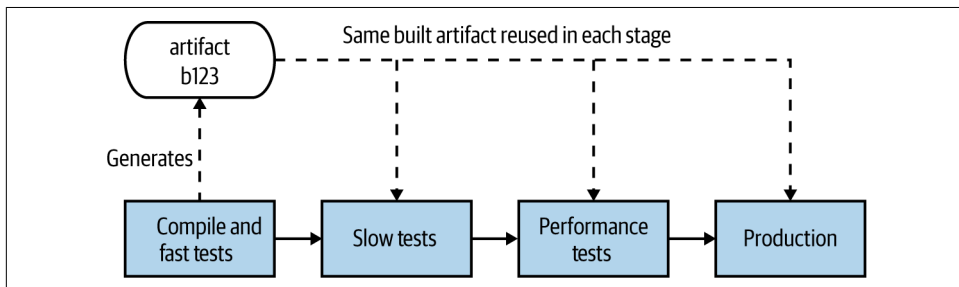 artifact
b123
Same built artifact reused in each stage
Generates
Compile and
fast tests
Slow tests
Performance
tests
Production